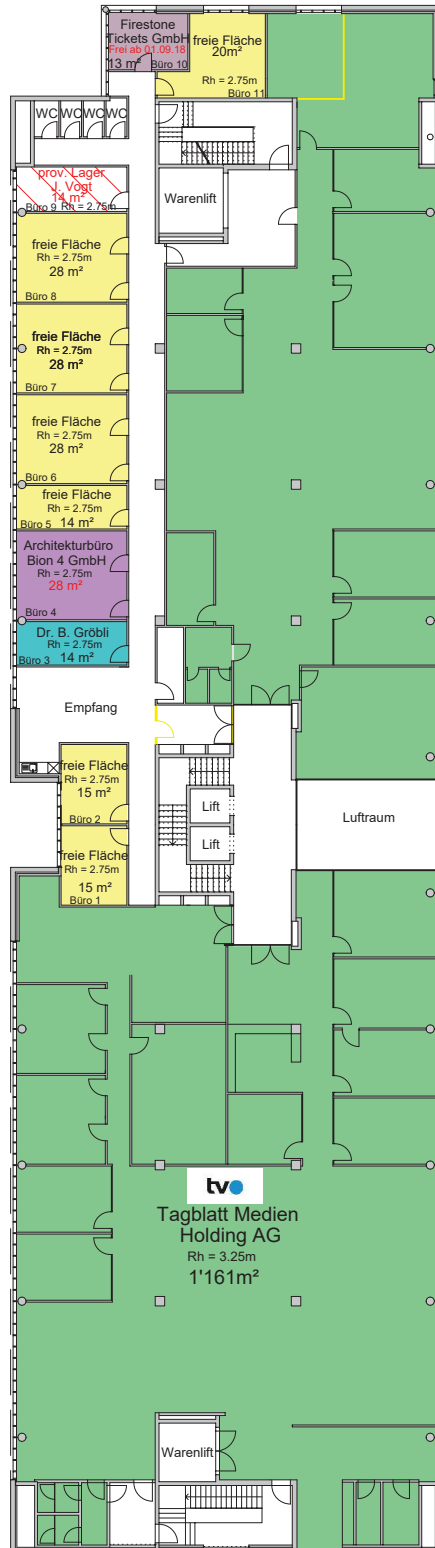 Firestone
Tickets GmbH
Frei ab 01.09.18
13 m² Büro 10
freie Fläche
20m²
Rh = 2.75m
Büro 11
WC WC WC WC
prov. Lager
J. Vogt
14 m²
Büro 9 Rh = 2.75m
Warenlift
freie Fläche
Rh = 2.75m
28 m²
Büro 8
freie Fläche
Rh = 2.75m
28 m²
Büro 7
freie Fläche
Rh = 2.75m
28 m²
Büro 6
freie Fläche
Rh = 2.75m
Büro 5 14 m²
Architekturbüro
Bion 4 GmbH
Rh = 2.75m
28 m²
Büro 4
Dr. B. Gröbli
Rh = 2.75m
Büro 3 14 m²
Empfang
freie Fläche
Rh = 2.75m
15 m²
Büro 2
Lift
Luftraum
Lift
freie Fläche
Rh = 2.75m
15 m²
Büro 1
tvo
Tagblatt Medien
Holding AG
Rh = 3.25m
1'161m²
Warenlift